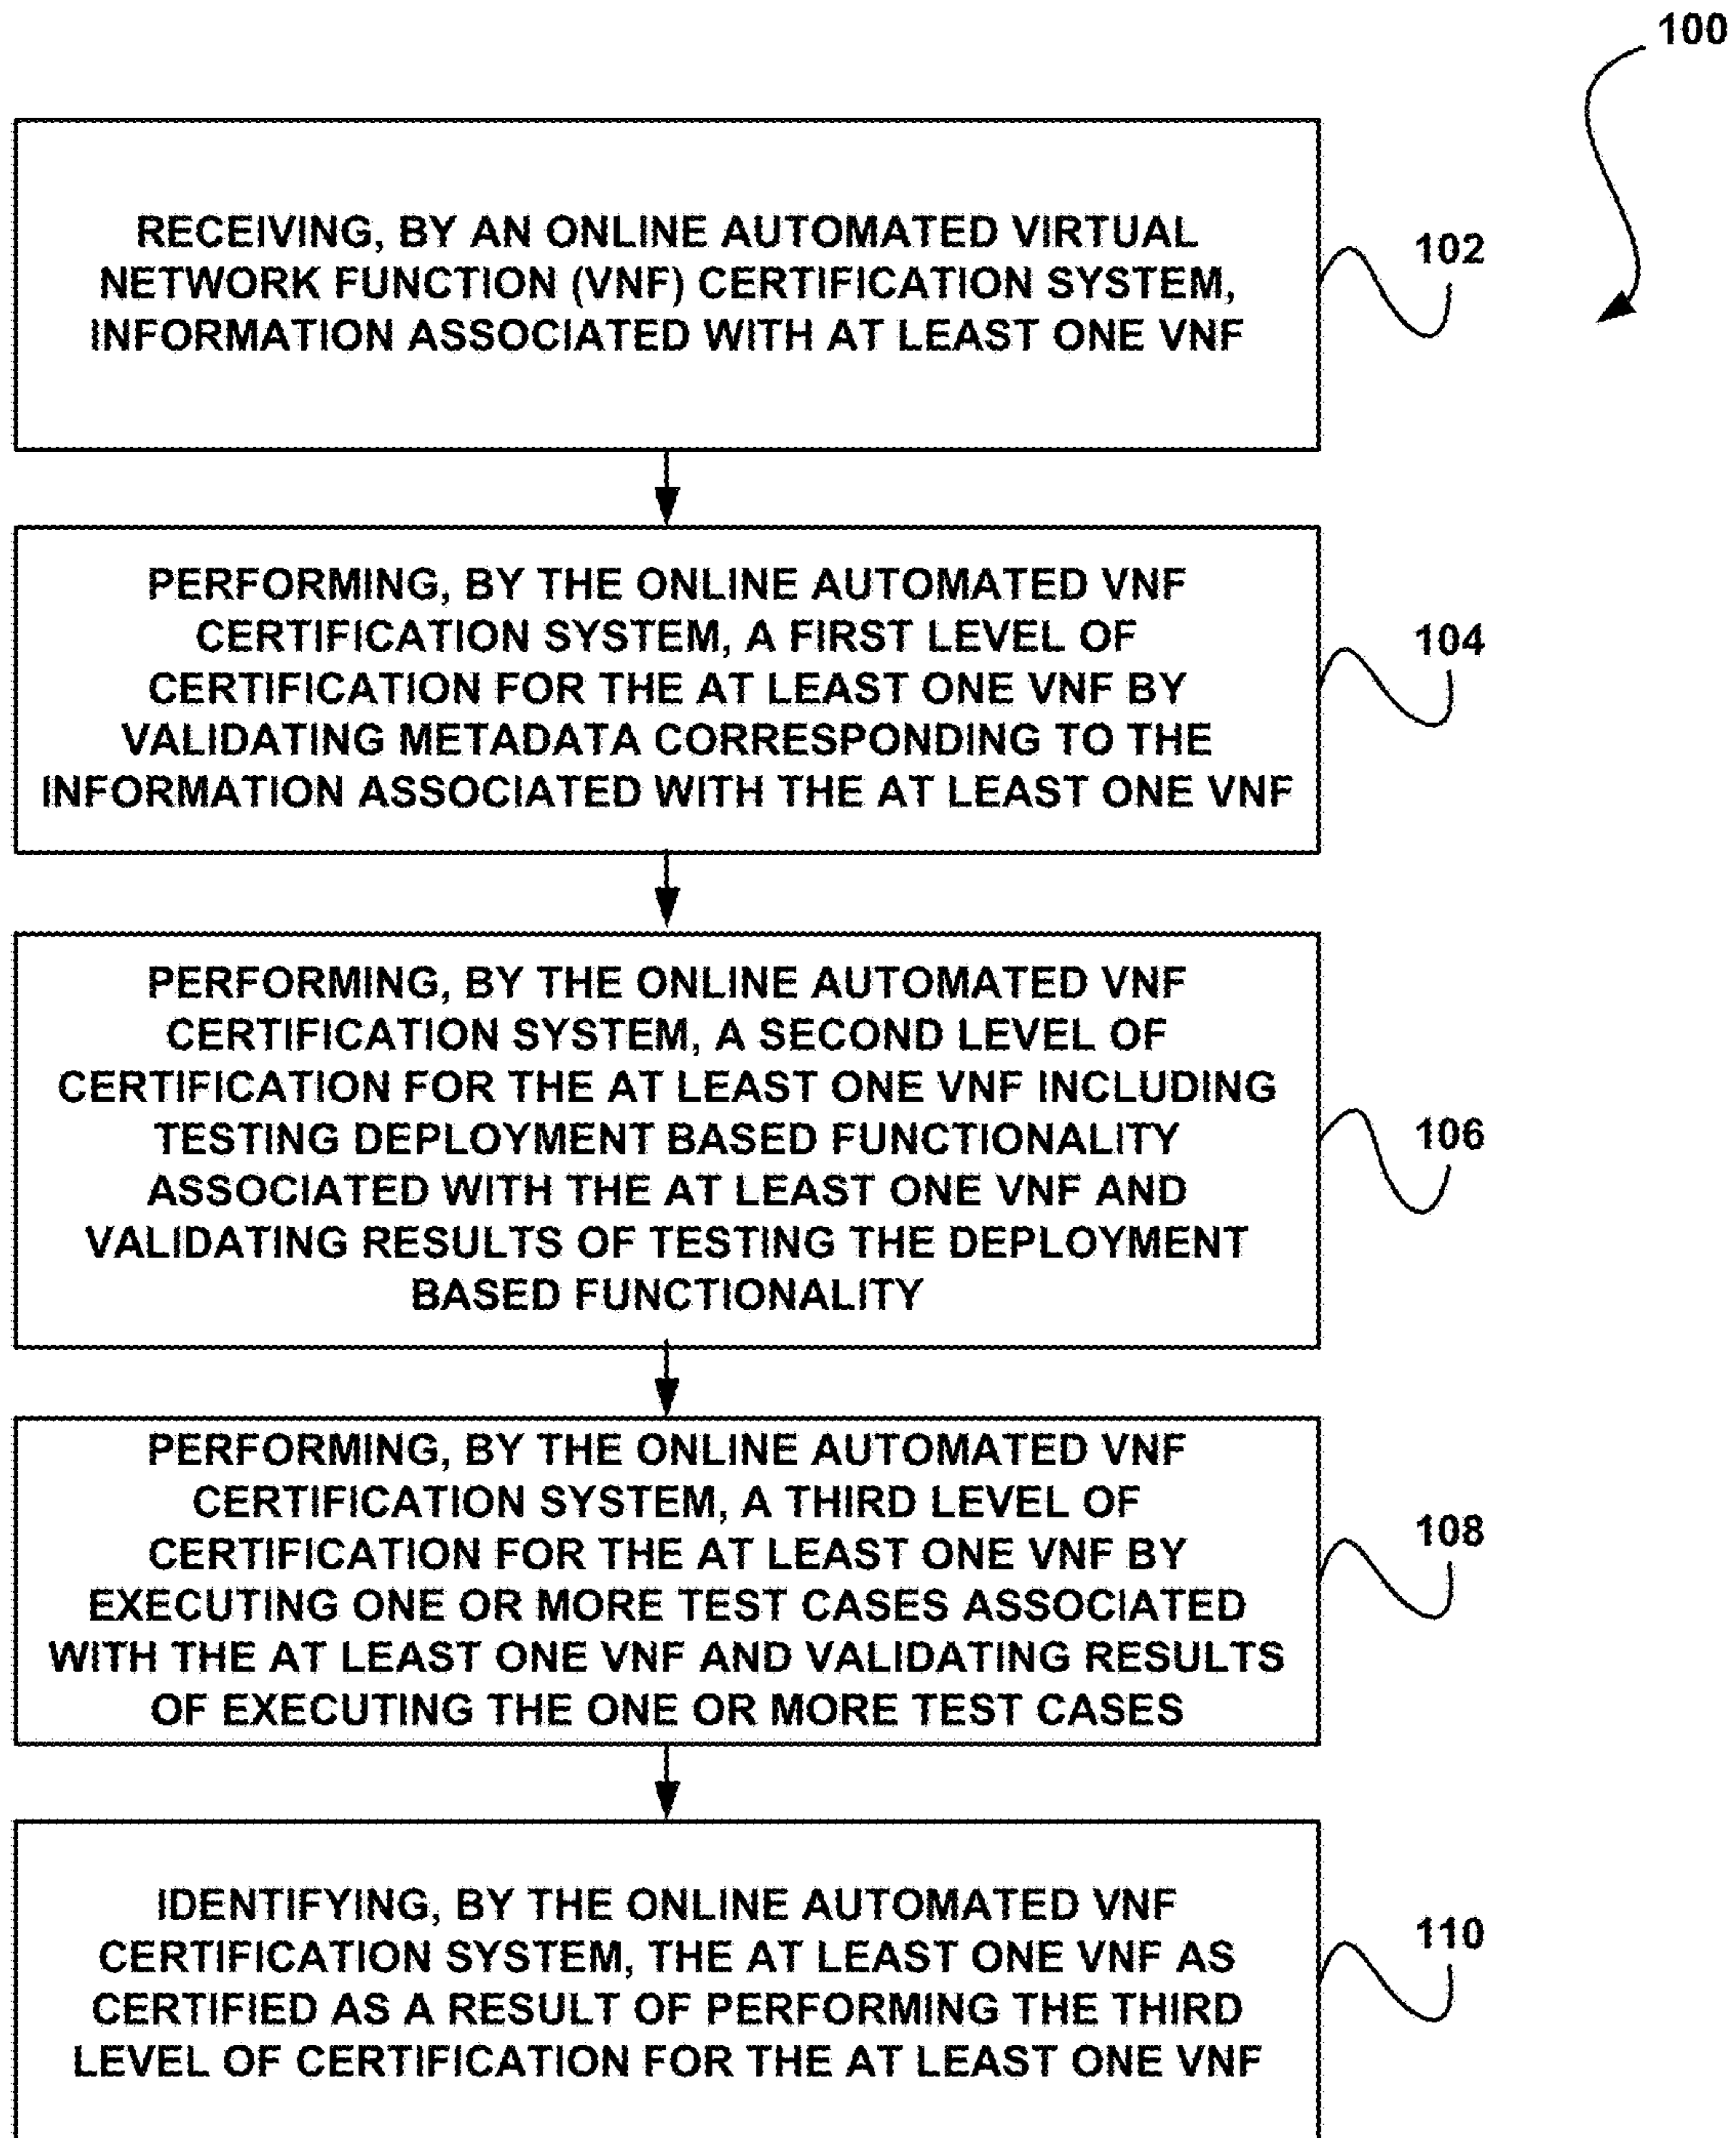 100
RECEIVING, BY AN ONLINE AUTOMATED VIRTUAL
NETWORK FUNCTION (VNF) CERTIFICATION SYSTEM,
INFORMATION ASSOCIATED WITH AT LEAST ONE VNF
102
PERFORMING, BY THE ONLINE AUTOMATED VNF
CERTIFICATION SYSTEM, A FIRST LEVEL OF
CERTIFICATION FOR THE AT LEAST ONE VNF BY
VALIDATING METADATA CORRESPONDING TO THE
INFORMATION ASSOCIATED WITH THE AT LEAST ONE VNF
104
PERFORMING, BY THE ONLINE AUTOMATED VNF
CERTIFICATION SYSTEM, A SECOND LEVEL OF
CERTIFICATION FOR THE AT LEAST ONE VNF INCLUDING
TESTING DEPLOYMENT BASED FUNCTIONALITY
ASSOCIATED WITH THE AT LEAST ONE VNF AND
VALIDATING RESULTS OF TESTING THE DEPLOYMENT
BASED FUNCTIONALITY
106
PERFORMING, BY THE ONLINE AUTOMATED VNF
CERTIFICATION SYSTEM, A THIRD LEVEL OF
CERTIFICATION FOR THE AT LEAST ONE VNF BY
EXECUTING ONE OR MORE TEST CASES ASSOCIATED
WITH THE AT LEAST ONE VNF AND VALIDATING RESULTS
OF EXECUTING THE ONE OR MORE TEST CASES
108
IDENTIFYING, BY THE ONLINE AUTOMATED VNF
CERTIFICATION SYSTEM, THE AT LEAST ONE VNF AS
CERTIFIED AS A RESULT OF PERFORMING THE THIRD
LEVEL OF CERTIFICATION FOR THE AT LEAST ONE VNF
110